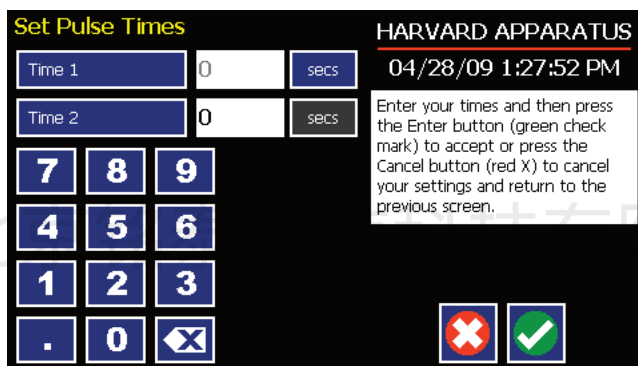 Set Pulse Times
Time 1 0 secs
Time 2 0 secs
7 8 9
4 5 6
1 2 3
. 0
HARVARD APPARATUS
04/28/09 1:27:52 PM
Enter your times and then press
the Enter button (green check
mark) to accept or press the
Cancel button (red X) to cancel
your settings and return to the
previous screen.